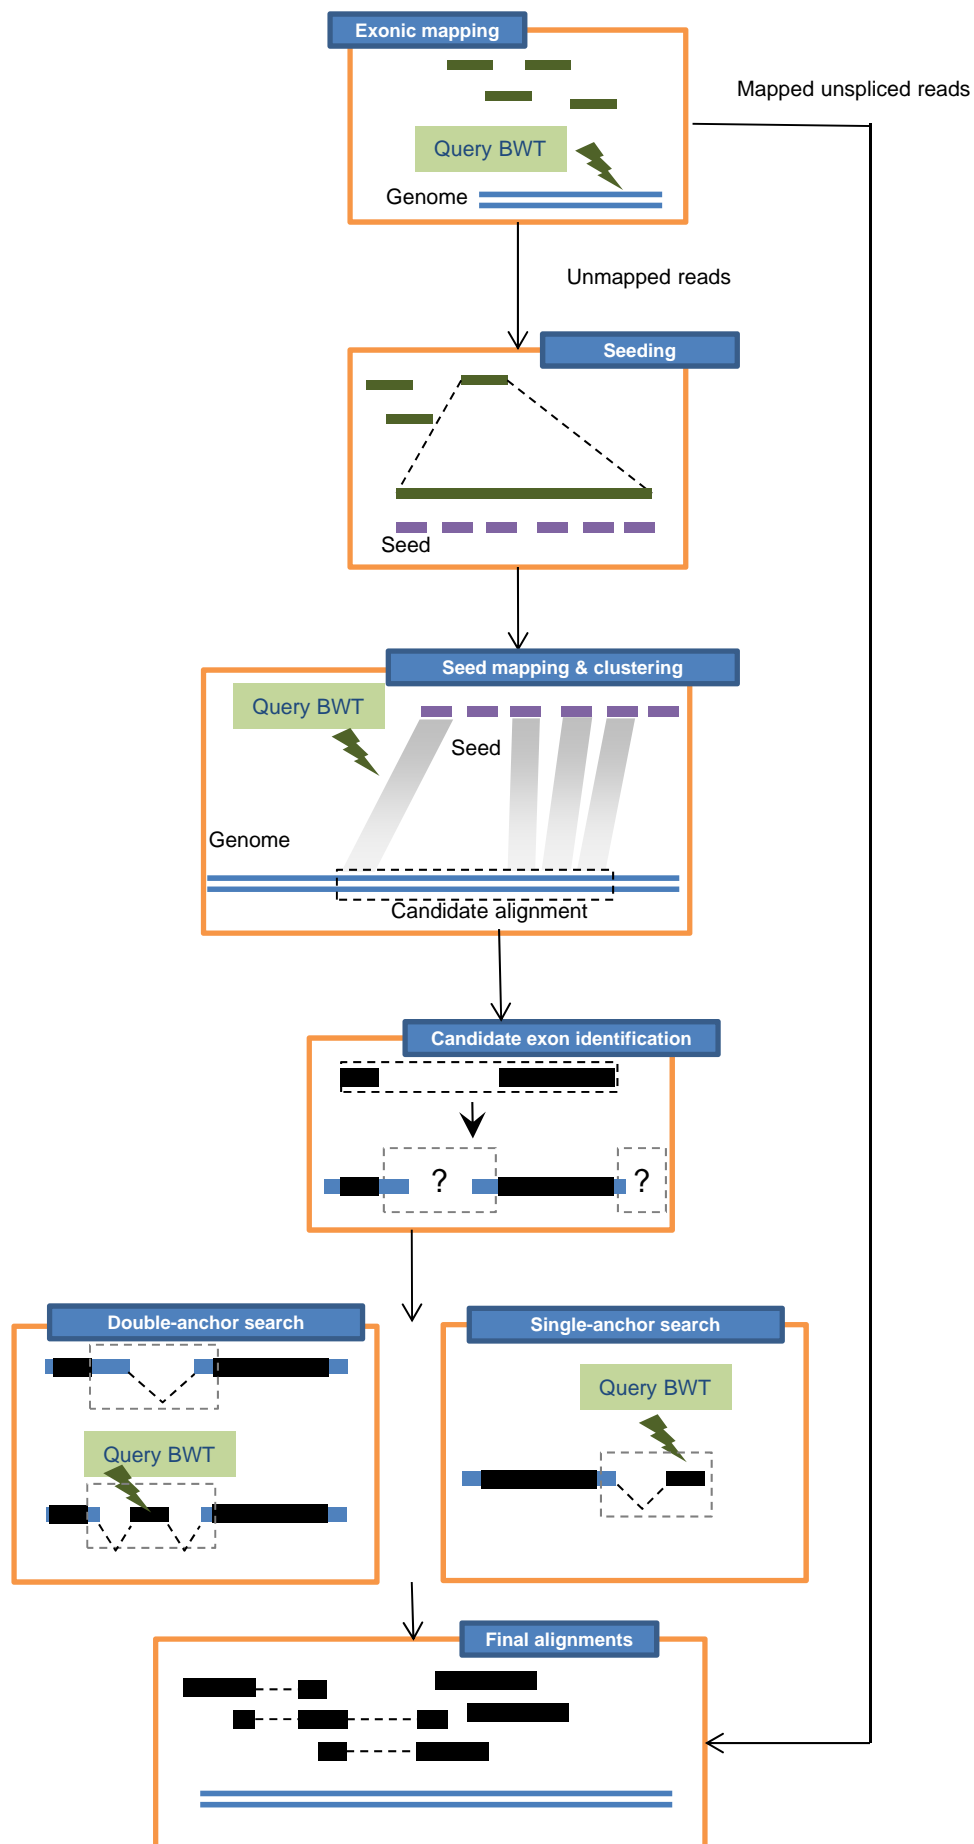 Exonic mapping
Mapped unspliced reads
Query BWT
Genome
Unmapped reads
Seeding
Seed
Seed mapping & clustering
Query BWT
Seed
Genome
Candidate alignment
Candidate exon identification
?
?
Double-anchor search
Single-anchor search
Query BWT
Query BWT
Final alignments